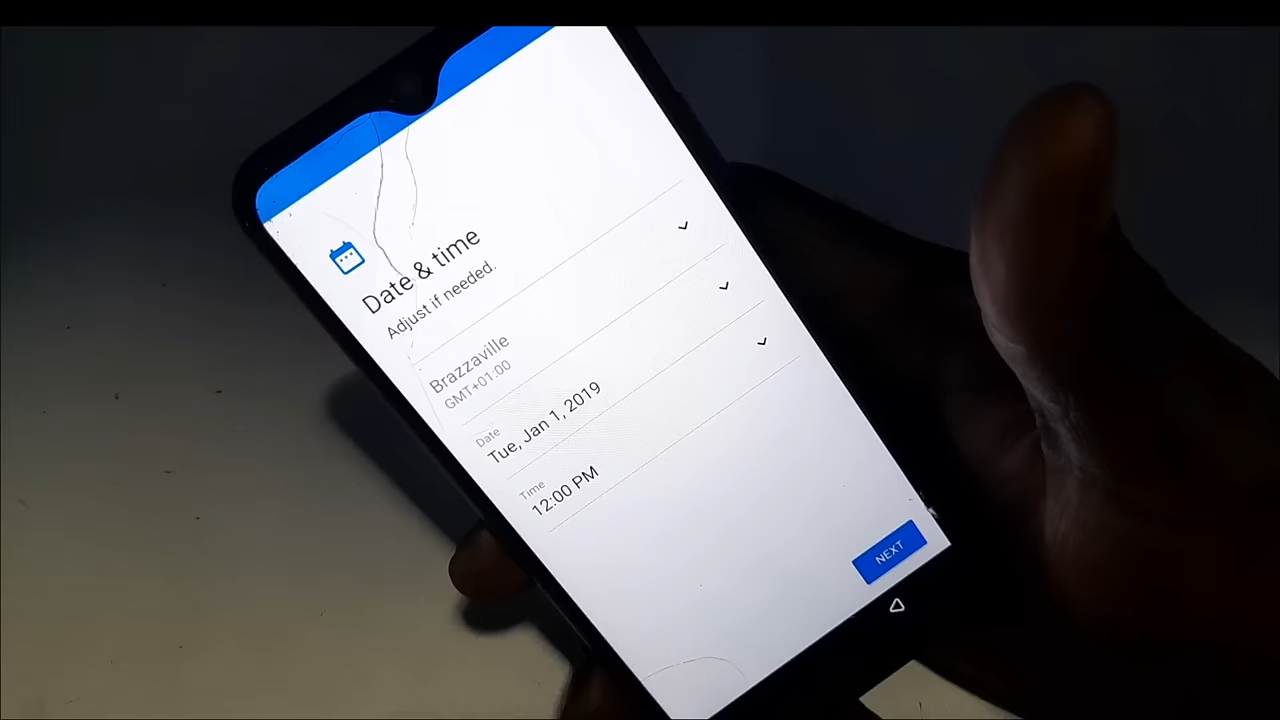 Date & time
Adjust if needed.
Brazzaville
GMT+01:00
Date
Tue, Jan 1, 2019
Time
12:00 PM
NEXT